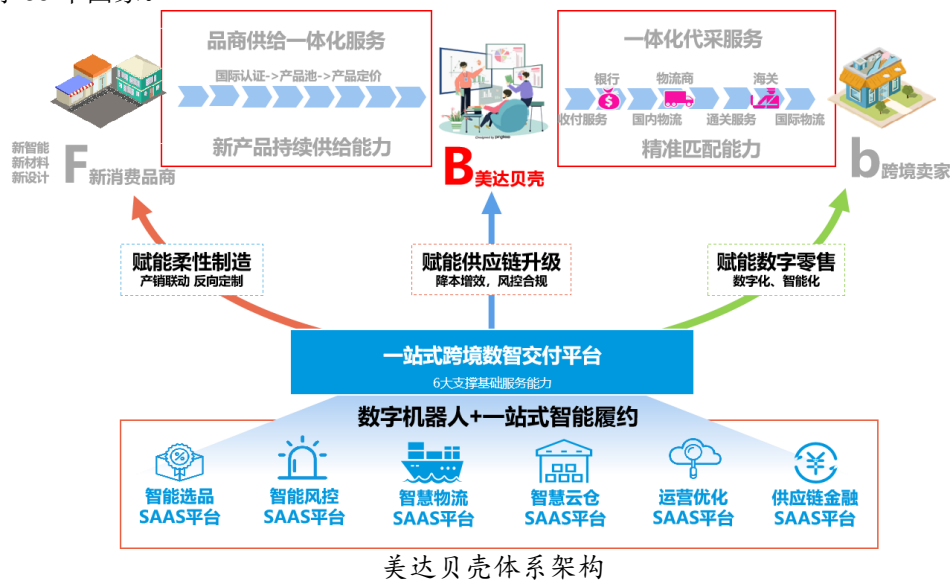 品商供给一体化服务
国际认证->产品池->产品定价
新产品持续供给能力
一体化代采服务
银行 物流商 海关
收付服务 国内物流 通关服务 国际物流
精准匹配能力
新智能
新材料
新设计
F新消费品商
B美达贝壳
b跨境卖家
赋能柔性制造
产销联动 反向定制
赋能供应链升级
降本增效，风控合规
赋能数字零售
数字化、智能化
一站式跨境数智交付平台
6大支撑基础服务能力
数字机器人+一站式智能履约
智能选品
SAAS平台
智能风控
SAAS平台
智慧物流
SAAS平台
智慧云仓
SAAS平台
运营优化
SAAS平台
供应链金融
SAAS平台
美达贝壳体系架构